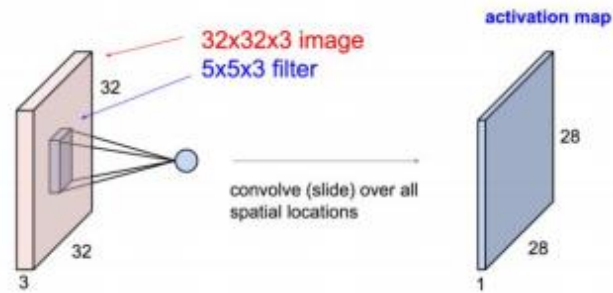 activation map
32x32x3 image
5x5x3 filter
32
28
convolve (slide) over all
spatial locations
32
28
3
1